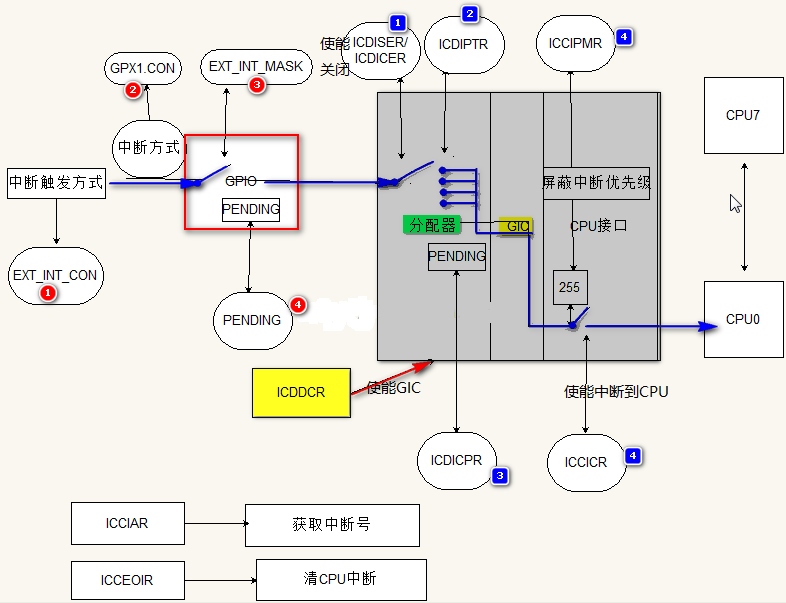 1
2
使能
关闭
ICDISER/
ICDICER
ICDIPTR
ICCIPMR
4
GPX1.CON
2
EXT_INT_MASK
3
CPU7
中断方式
中断触发方式
GPIO
PENDING
屏蔽中断优先级
分配器
GIC
CPU接口
PENDING
EXT_INT_CON
1
255
PENDING
4
CPU0
ICDDCR
使能GIC
使能中断到CPU
ICDICPR
3
ICCICR
4
ICCIAR
获取中断号
ICCEOIR
清CPU中断